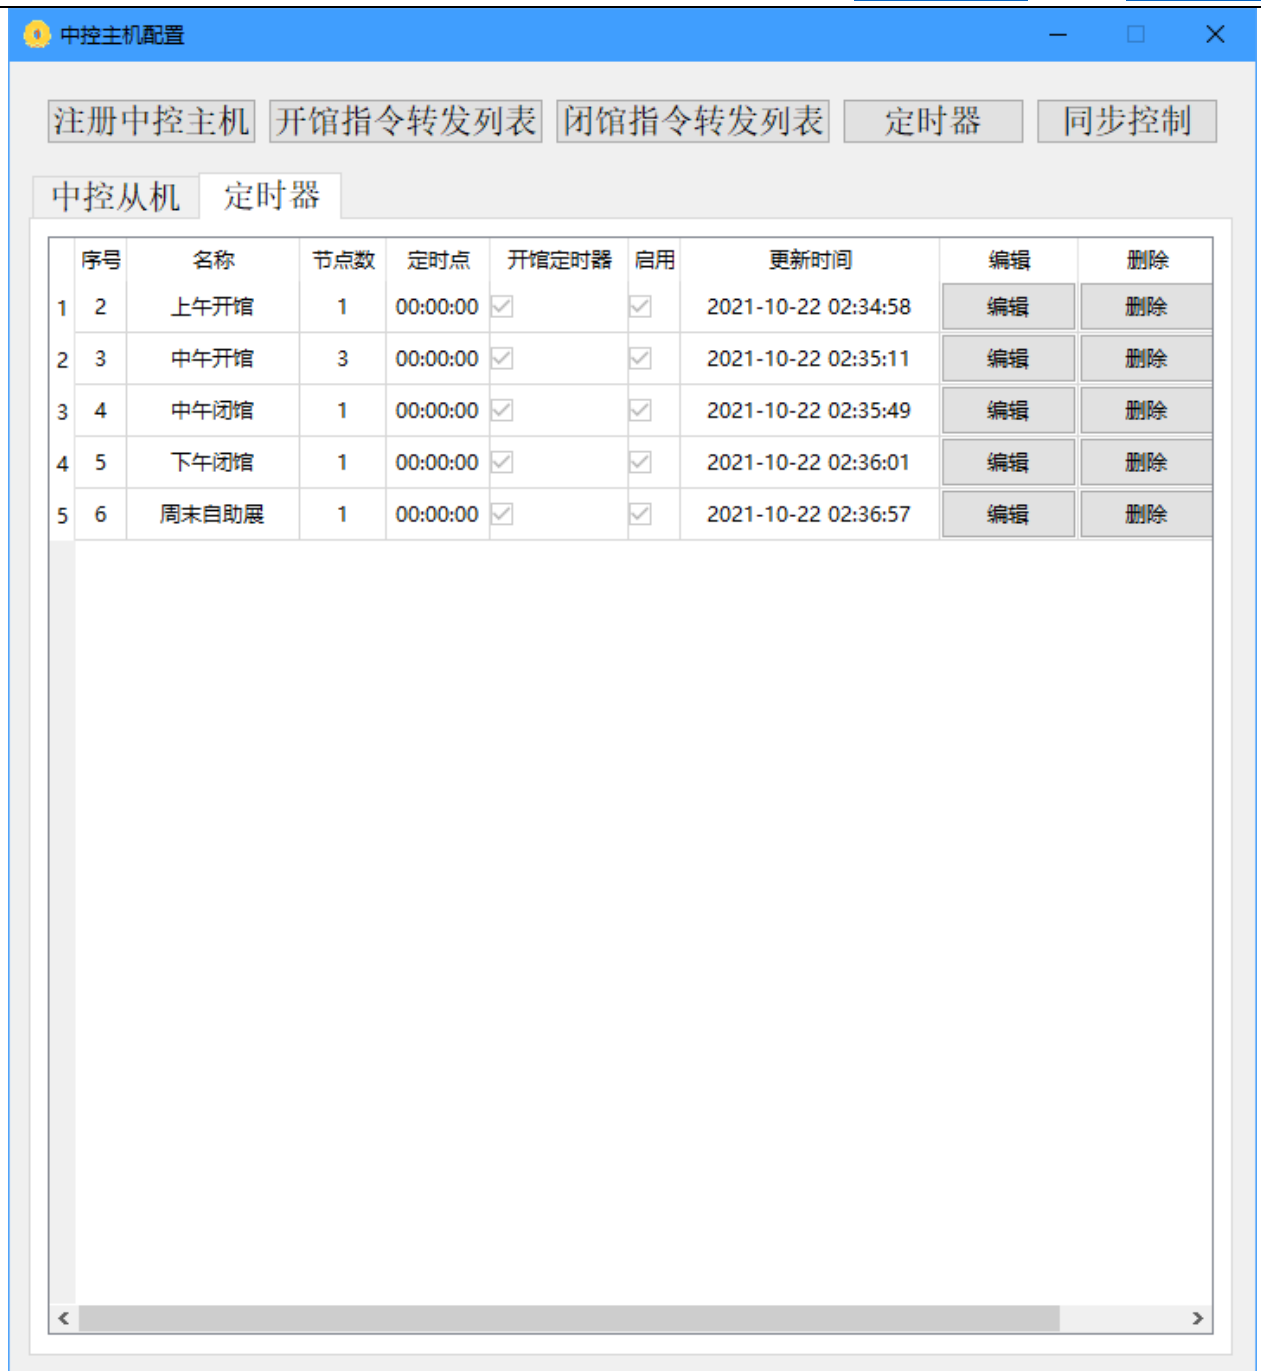 中控主机配置
注册中控主机 开馆指令转发列表 闭馆指令转发列表 定时器 同步控制
中控从机 定时器
序号 名称 节点数 定时点 开馆定时器 启用 更新时间 编辑 删除
1 2 上午开馆 1 00:00:00 2021-10-22 02:34:58 编辑 删除
2 3 中午开馆 3 00:00:00 2021-10-22 02:35:11 编辑 删除
3 4 中午闭馆 1 00:00:00 2021-10-22 02:35:49 编辑 删除
4 5 下午闭馆 1 00:00:00 2021-10-22 02:36:01 编辑 删除
5 6 周末自助展 1 00:00:00 2021-10-22 02:36:57 编辑 删除